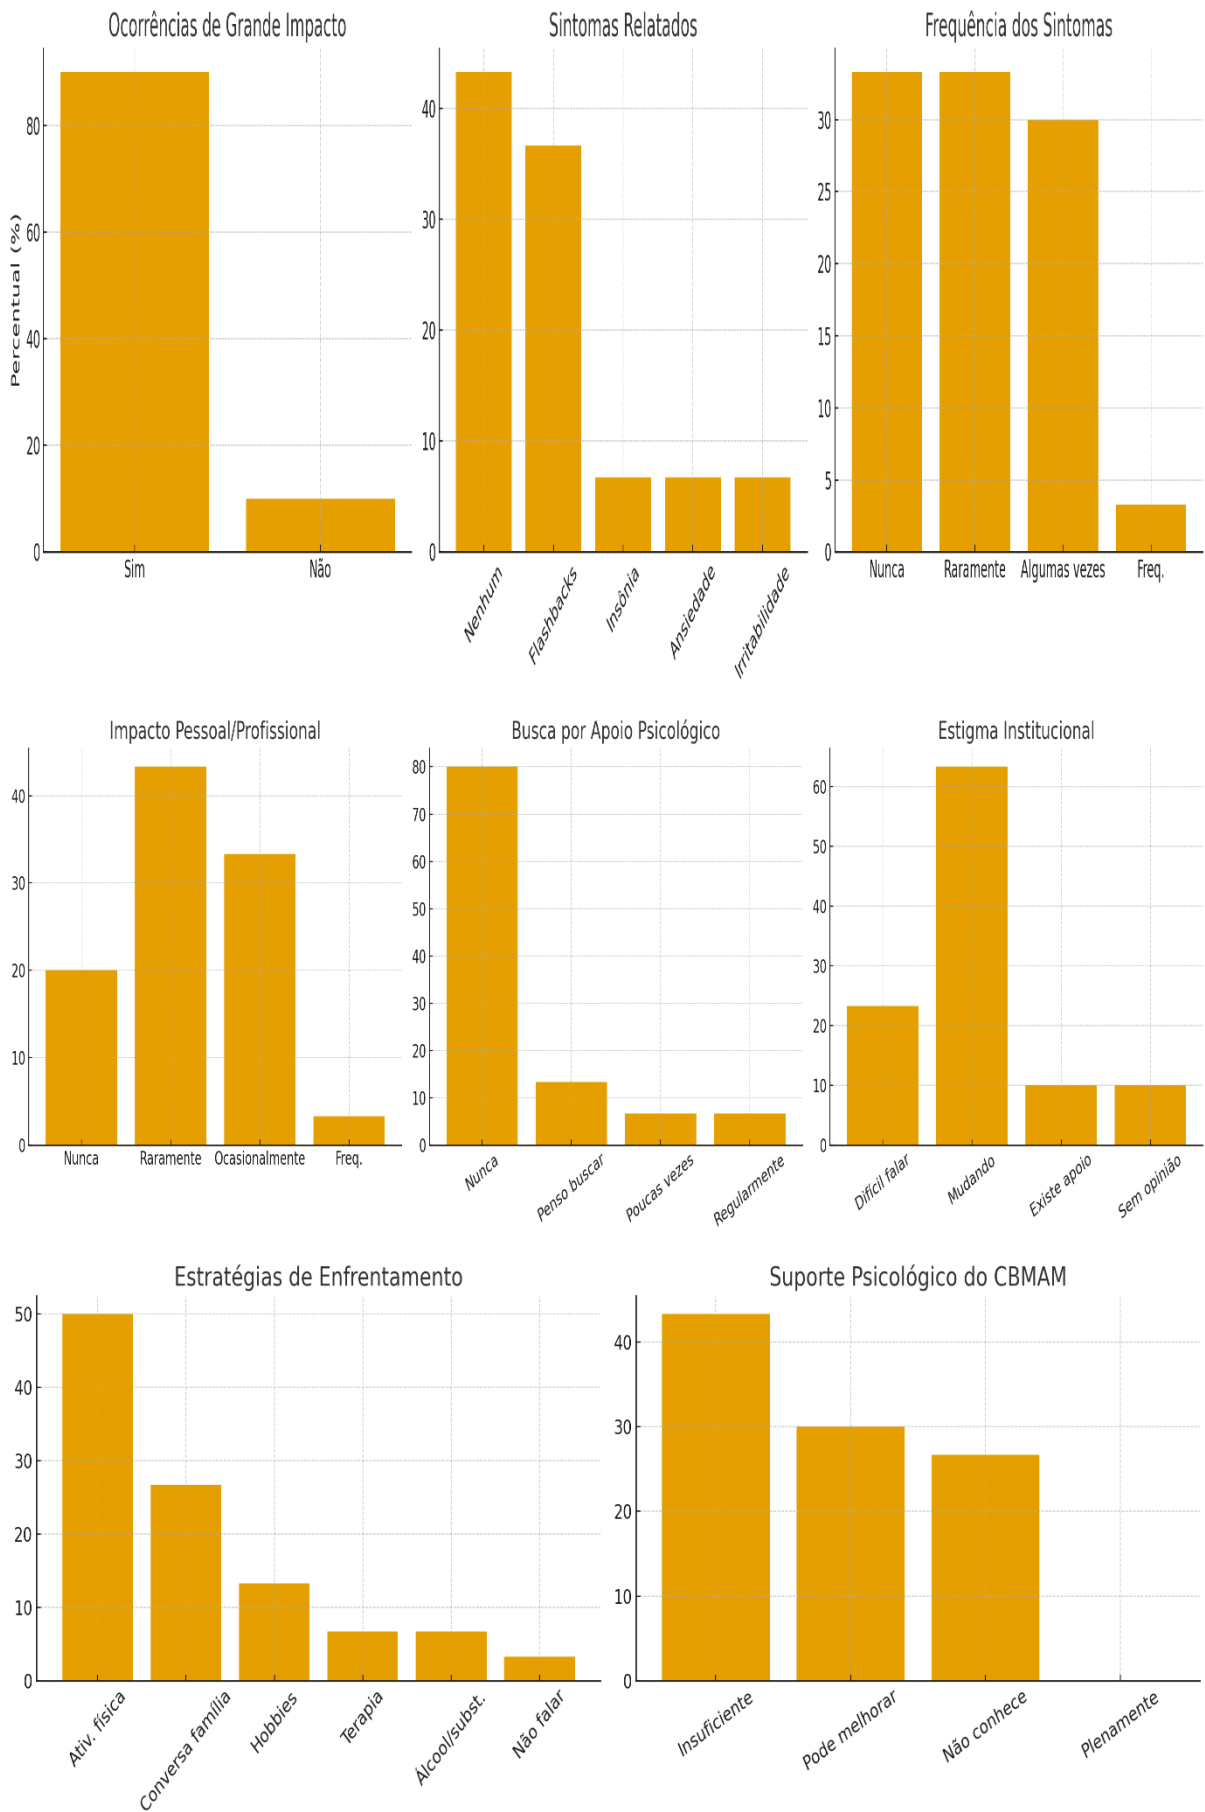 Ocorrências de Grande Impacto
Percentual (%)
80
60
40
20
0
Sim
Não
Sintomas Relatados
40
30
20
10
0
Nenhum
Flashbacks
Insônia
Ansiedade
Irritabilidade
Frequência dos Sintomas
30
25
20
15
10
5
0
Nunca
Raramente
Algumas vezes
Freq.
Impacto Pessoal/Profissional
40
30
20
10
0
Nunca
Raramente
Ocasionalmente
Freq.
Busca por Apoio Psicológico
80
70
60
50
40
30
20
10
0
Nunca
Penso buscar
Poucas vezes
Regularmente
Estigma Institucional
60
50
40
30
20
10
0
Difícil falar
Mudando
Existe apoio
Sem opinião
Estratégias de Enfrentamento
50
40
30
20
10
0
Ativ. física
Conversa família
Hobbies
Terapia
Álcool/subst.
Não falar
Suporte Psicológico do CBMAM
40
30
20
10
0
Insuficiente
Pode melhorar
Não conhece
Plenamente